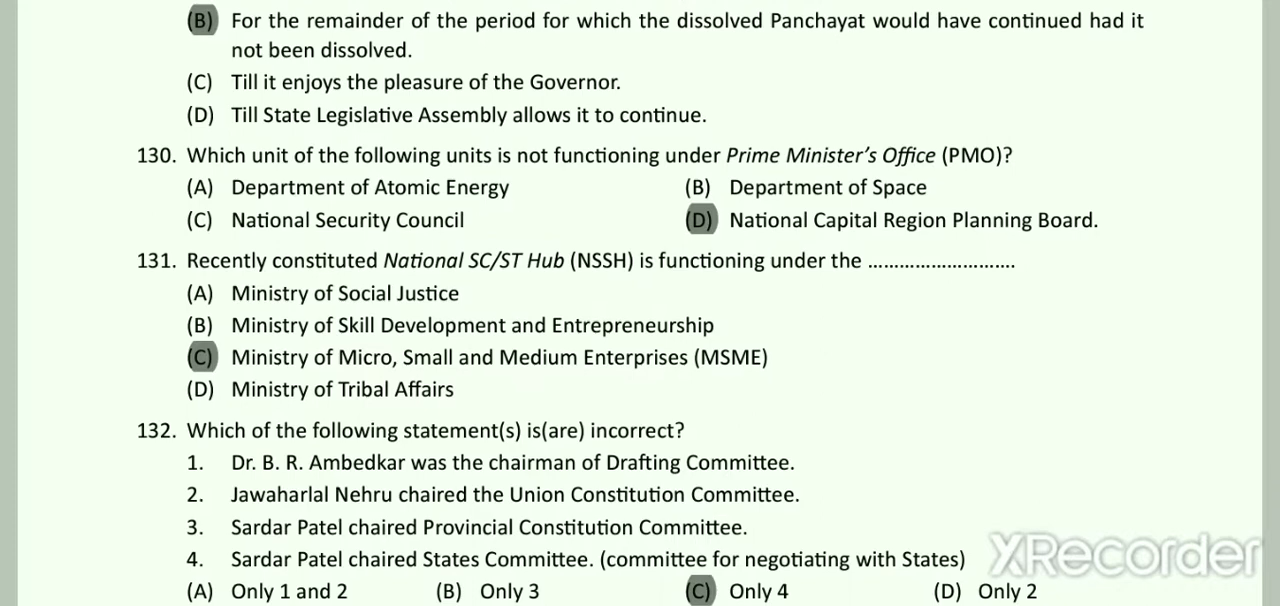 (B) For the remainder of the period for which the dissolved Panchayat would have continued had it
not been dissolved.
(C) Till it enjoys the pleasure of the Governor.
(D) Till State Legislative Assembly allows it to continue.
130. Which unit of the following units is not functioning under Prime Minister's Office (PMO)?
(A) Department of Atomic Energy (B) Department of Space
(C) National Security Council (D) National Capital Region Planning Board.
131. Recently constituted National SC/ST Hub (NSSH) is functioning under the ............................
(A) Ministry of Social Justice
(B) Ministry of Skill Development and Entrepreneurship
(C) Ministry of Micro, Small and Medium Enterprises (MSME)
(D) Ministry of Tribal Affairs
132. Which of the following statement(s) is(are) incorrect?
1. Dr. B. R. Ambedkar was the chairman of Drafting Committee.
2. Jawaharlal Nehru chaired the Union Constitution Committee.
3. Sardar Patel chaired Provincial Constitution Committee.
4. Sardar Patel chaired States Committee. (committee for negotiating with States)
(A) Only 1 and 2 (B) Only 3 (C) Only 4 (D) Only 2
XRecorder